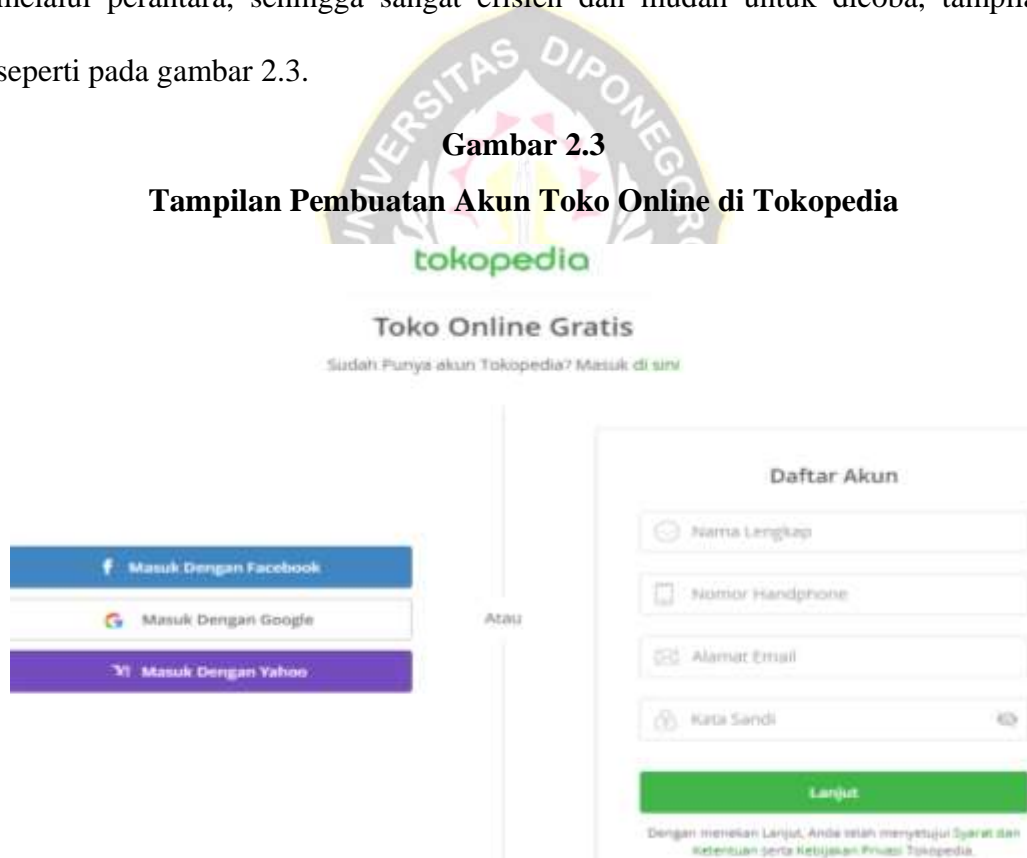 melalui perantara, sehingga sangat efisien dan mudah untuk dicoba,
seperti pada gambar 2.3.
UNIVERSITAS DIPONEGORO
Gambar 2.3
Tampilan Pembuatan Akun Toko Online di Tokopedia
tokopedia
Toko Online Gratis
Sudah Punya akun Tokopedia? Masuk di sini
Masuk Dengan Facebook
Masuk Dengan Google
Masuk Dengan Yahoo
Atau
Daftar Akun
Nama Lengkap
Nomor Handphone
Alamat Email
Kata Sandi
Lanjut
Dengan menekan Lanjut, Anda telah menyetujui Syarat dan
Ketentuan serta Kebijakan Privasi Tokopedia.